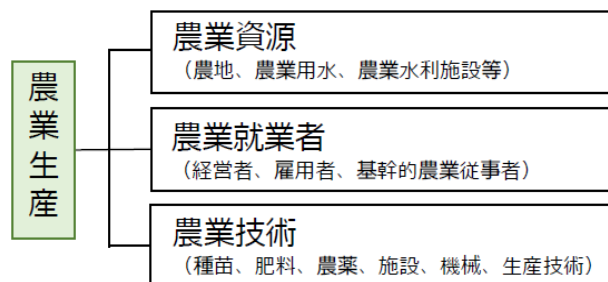 農業生産
農業資源
（農地、農業用水、農業水利施設等）
農業就業者
（経営者、雇用者、基幹的農業従事者）
農業技術
（種苗、肥料、農薬、施設、機械、生産技術）